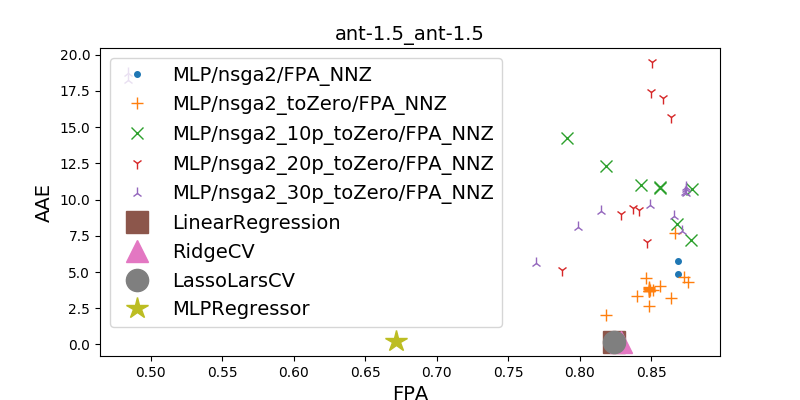 ant-1.5_ant-1.5
AAE
20.0
17.5
15.0
12.5
10.0
7.5
5.0
2.5
0.0
MLP/nsga2/FPA_NNZ
MLP/nsga2_toZero/FPA_NNZ
MLP/nsga2_10p_toZero/FPA_NNZ
MLP/nsga2_20p_toZero/FPA_NNZ
MLP/nsga2_30p_toZero/FPA_NNZ
LinearRegression
RidgeCV
LassoLarsCV
MLPRegressor
0.50 0.55 0.60 0.65 0.70 0.75 0.80 0.85
FPA